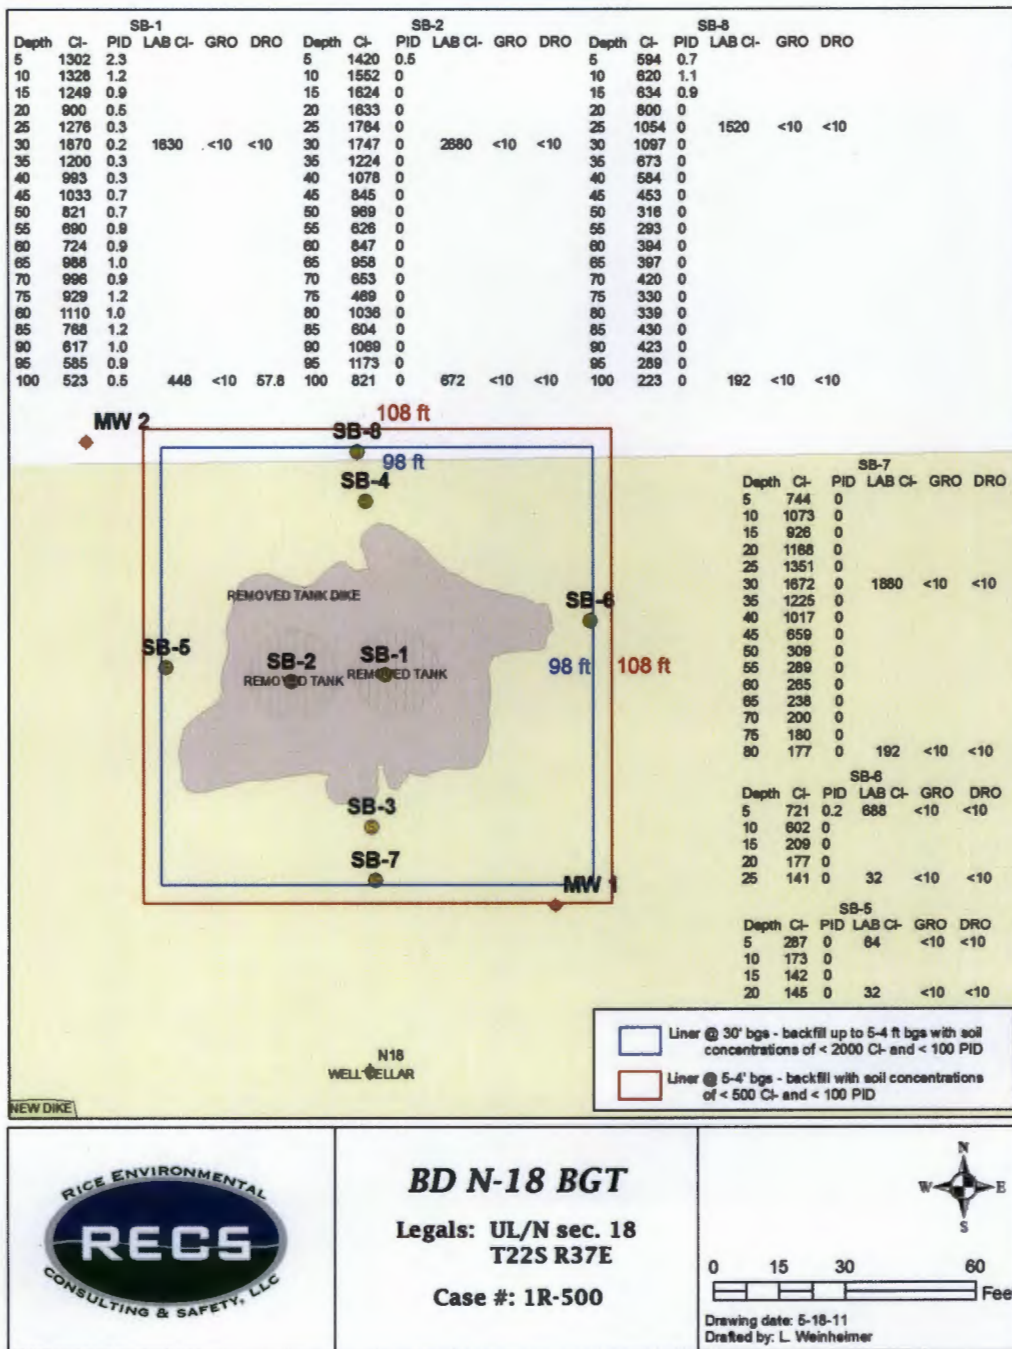 SB-1 SB-2 SB-8
Depth Cl- PID LAB Cl- GRO DRO Depth Cl- PID LAB Cl- GRO DRO Depth Cl- PID LAB Cl- GRO DRO
5 1302 2.3 5 1420 0.5 5 594 0.7
10 1328 1.2 10 1552 0 10 620 1.1
15 1249 0.9 15 1624 0 15 634 0.9
20 900 0.5 20 1633 0 20 800 0
25 1276 0.3 25 1764 0 25 1054 0 1520 <10 <10
30 1870 0.2 1630 <10 <10 30 1747 0 2680 <10 <10 30 1097 0
35 1200 0.3 35 1224 0 35 673 0
40 993 0.3 40 1078 0 40 584 0
45 1033 0.7 45 845 0 45 453 0
50 821 0.7 50 969 0 50 316 0
55 690 0.9 55 626 0 55 293 0
60 724 0.9 60 847 0 60 394 0
65 988 1.0 65 958 0 65 397 0
70 996 0.9 70 653 0 70 420 0
75 929 1.2 75 469 0 75 330 0
80 1110 1.0 80 1036 0 80 339 0
85 768 1.2 85 604 0 85 430 0
90 617 1.0 90 1089 0 90 423 0
95 585 0.9 95 1173 0 95 289 0
100 523 0.5 448 <10 57.8 100 821 0 672 <10 <10 100 223 0 192 <10 <10
108 ft
MW 2
SB-8
98 ft
SB-4
REMOVED TANK DIKE
SB-6
SB-5
SB-2
SB-1
98 ft
108 ft
REMOVED TANK
REMOVED TANK
SB-3
SB-7
MW 1
N18
WELL CELLAR
NEW DIKE
SB-7
Depth Cl- PID LAB Cl- GRO DRO
5 744 0
10 1073 0
15 926 0
20 1168 0
25 1351 0
30 1672 0 1880 <10 <10
35 1225 0
40 1017 0
45 659 0
50 309 0
55 289 0
60 265 0
65 238 0
70 200 0
75 180 0
80 177 0 192 <10 <10
SB-6
Depth Cl- PID LAB Cl- GRO DRO
5 721 0.2 688 <10 <10
10 602 0
15 209 0
20 177 0
25 141 0 32 <10 <10
SB-5
Depth Cl- PID LAB Cl- GRO DRO
5 287 0 64 <10 <10
10 173 0
15 142 0
20 145 0 32 <10 <10
Liner @ 30' bgs - backfill up to 5-4 ft bgs with soil
concentrations of < 2000 Cl- and < 100 PID
Liner @ 5-4' bgs - backfill with soil concentrations
of < 500 Cl- and < 100 PID
RICE ENVIRONMENTAL
RECS
CONSULTING & SAFETY, LLC
BD N-18 BGT
Legals: UL/N sec. 18
T22S R37E
Case #: 1R-500
N
W E
S
0 15 30 60
Fee
Drawing date: 5-18-11
Drafted by: L. Weinheimer